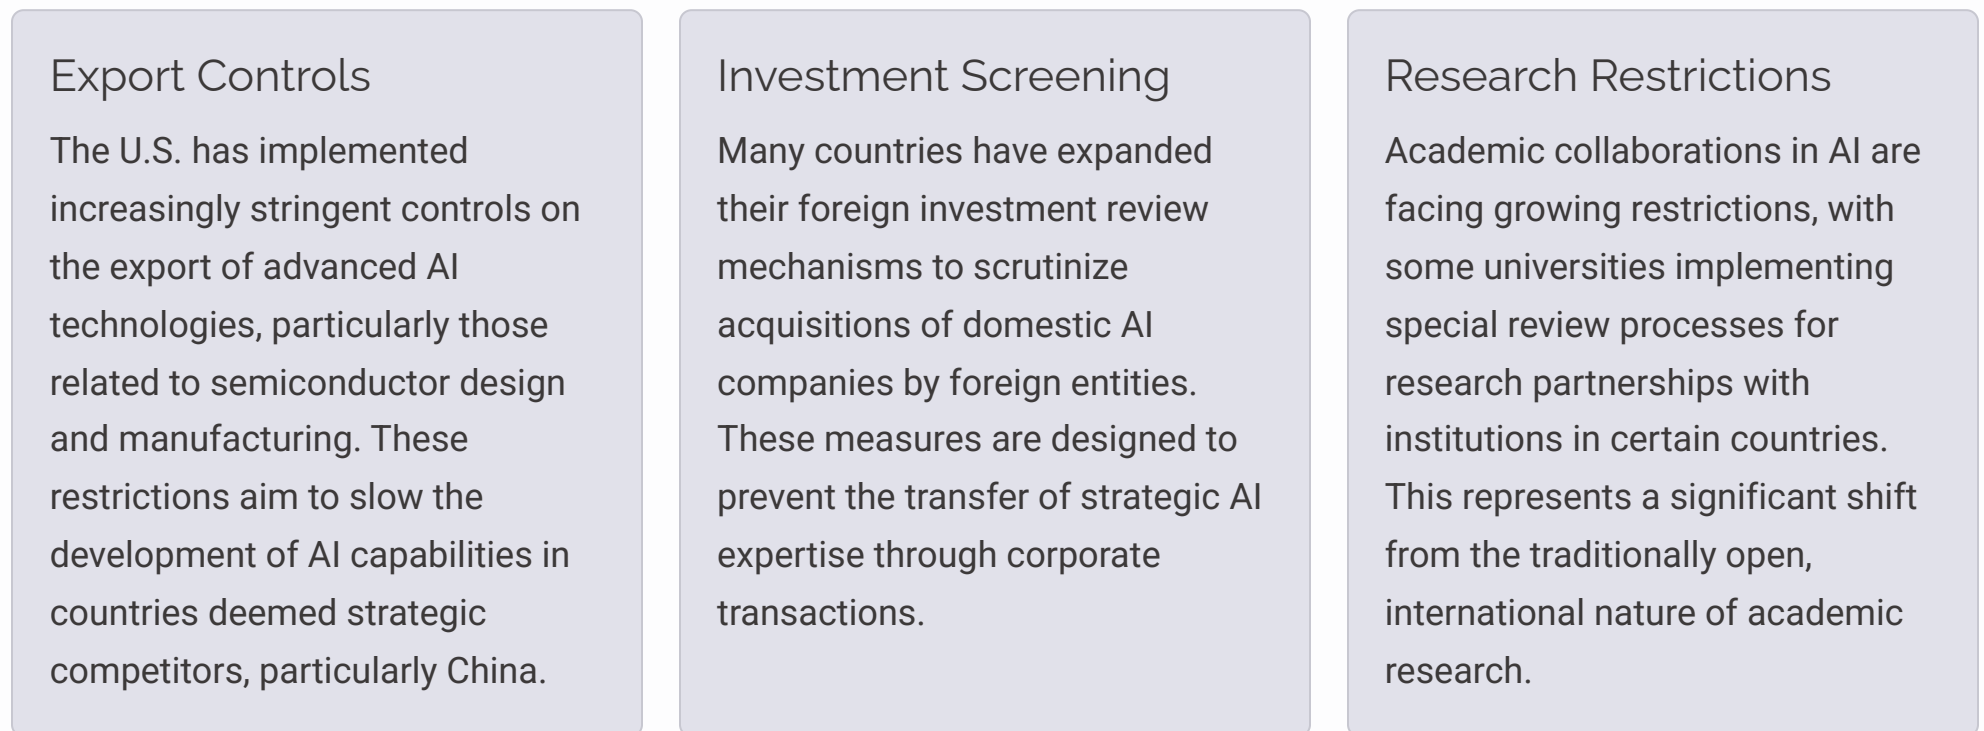 Export Controls
The U.S. has implemented
increasingly stringent controls on
the export of advanced AI
technologies, particularly those
related to semiconductor design
and manufacturing. These
restrictions aim to slow the
development of AI capabilities in
countries deemed strategic
competitors, particularly China.
Investment Screening
Many countries have expanded
their foreign investment review
mechanisms to scrutinize
acquisitions of domestic AI
companies by foreign entities.
These measures are designed to
prevent the transfer of strategic AI
expertise through corporate
transactions.
Research Restrictions
Academic collaborations in AI are
facing growing restrictions, with
some universities implementing
special review processes for
research partnerships with
institutions in certain countries.
This represents a significant shift
from the traditionally open,
international nature of academic
research.